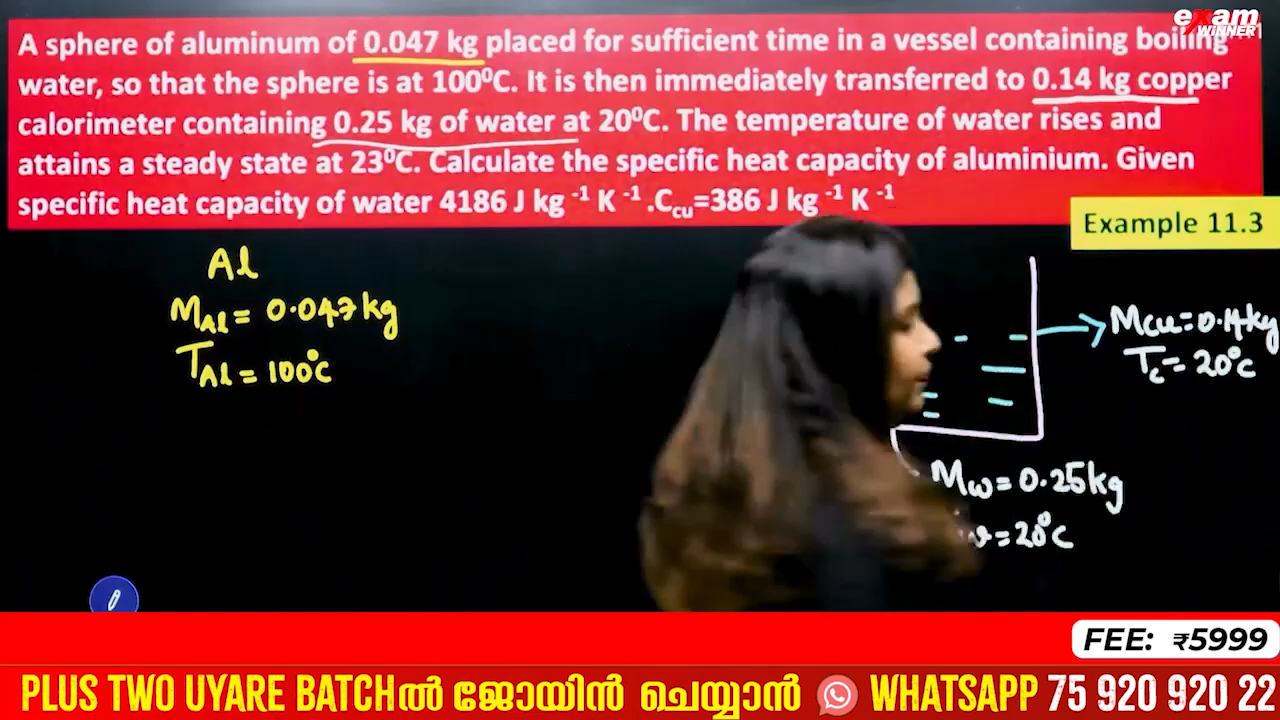 exam
WINNER
A sphere of aluminum of 0.047 kg placed for sufficient time in a vessel containing boiling
water, so that the sphere is at 100⁰C. It is then immediately transferred to 0.14 kg copper
calorimeter containing 0.25 kg of water at 20⁰C. The temperature of water rises and
attains a steady state at 23⁰C. Calculate the specific heat capacity of aluminium. Given
specific heat capacity of water 4186 J kg ⁻¹ K ⁻¹ .Ccu=386 J kg ⁻¹ K ⁻¹
Example 11.3
Al
MAl = 0.047 kg
TAl = 100°C
Mcu = 0.14kg
Tc = 20°C
Mw = 0.25kg
= 20°C
FEE: ₹5999
PLUS TWO UYARE BATCHൽ ജോയിൻ ചെയ്യാൻ WHATSAPP 75 920 920 22